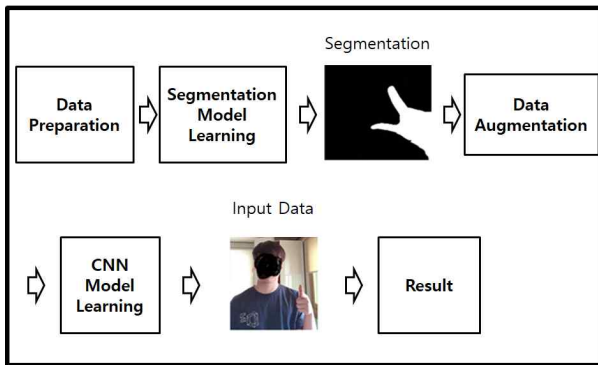 Segmentation
Data
Preparation
Segmentation
Model
Learning
Data
Augmentation
Input Data
CNN
Model
Learning
Result